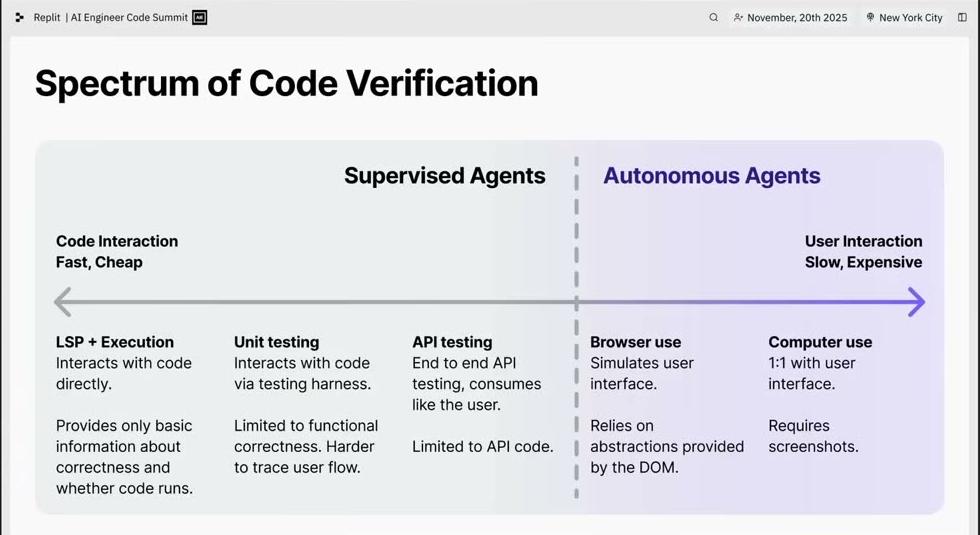 Replit | AI Engineer Code Summit AIE
November, 20th 2025
New York City
Spectrum of Code Verification
Supervised Agents
Autonomous Agents
Code Interaction
Fast, Cheap
User Interaction
Slow, Expensive
LSP + Execution
Interacts with code
directly.
Provides only basic
information about
correctness and
whether code runs.
Unit testing
Interacts with code
via testing harness.
Limited to functional
correctness. Harder
to trace user flow.
API testing
End to end API
testing, consumes
like the user.
Limited to API code.
Browser use
Simulates user
interface.
Relies on
abstractions provided
by the DOM.
Computer use
1:1 with user
interface.
Requires
screenshots.